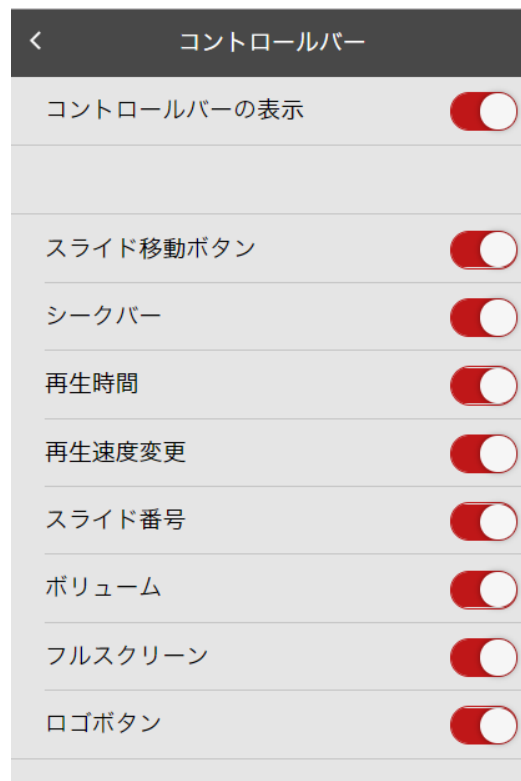 コントロールバー
コントロールバーの表示
スライド移動ボタン
シークバー
再生時間
再生速度変更
スライド番号
ボリューム
フルスクリーン
ロゴボタン